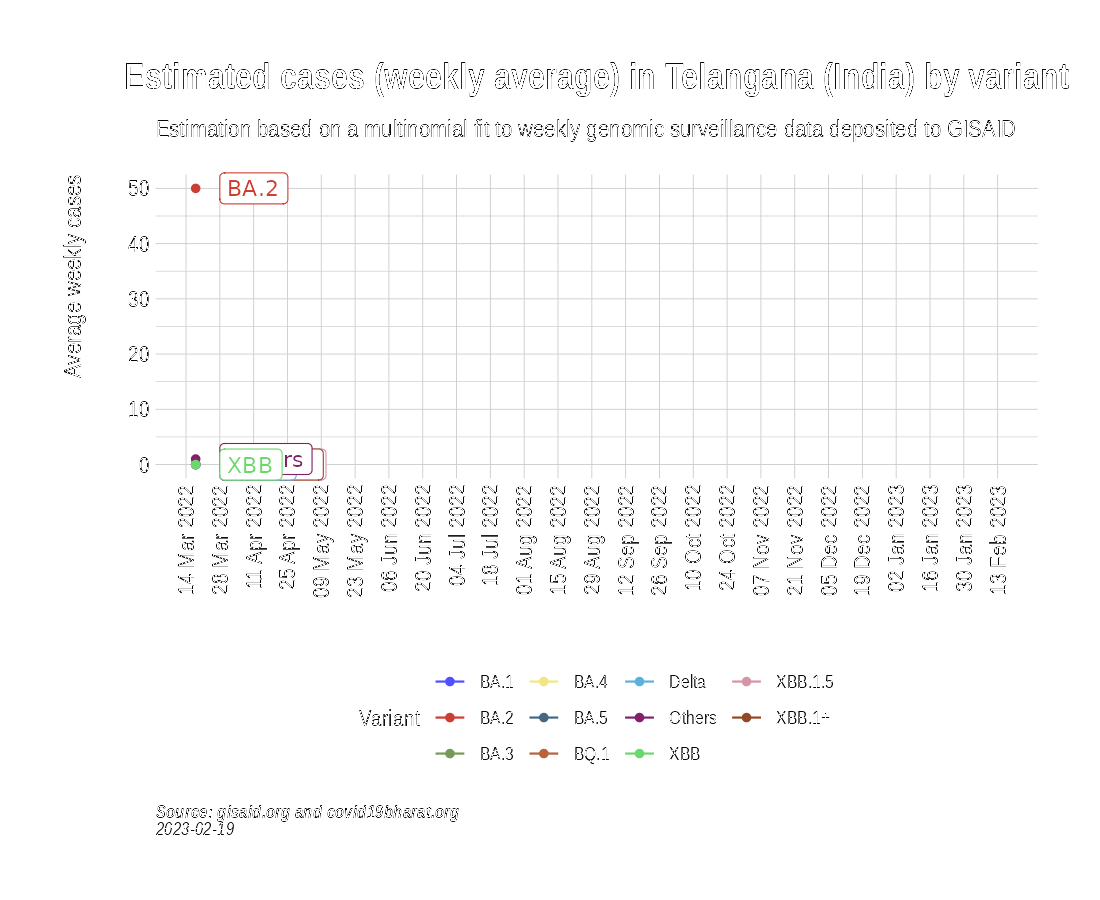 Estimated cases (weekly average) in Telangana (India) by variant
Estimation based on a multinomial fit to weekly genomic surveillance data deposited to GISAID
Average weekly cases
50
40
30
20
10
0
BA.2
XBB
rs
14 Mar 2022
28 Mar 2022
11 Apr 2022
25 Apr 2022
09 May 2022
23 May 2022
06 Jun 2022
20 Jun 2022
04 Jul 2022
18 Jul 2022
01 Aug 2022
15 Aug 2022
29 Aug 2022
12 Sep 2022
26 Sep 2022
10 Oct 2022
24 Oct 2022
07 Nov 2022
21 Nov 2022
05 Dec 2022
19 Dec 2022
02 Jan 2023
16 Jan 2023
30 Jan 2023
13 Feb 2023
Variant
BA.1
BA.2
BA.3
BA.4
BA.5
BQ.1
Delta
Others
XBB
XBB.1.5
XBB.1+
Source: gisaid.org and covid19bharat.org
2023-02-19